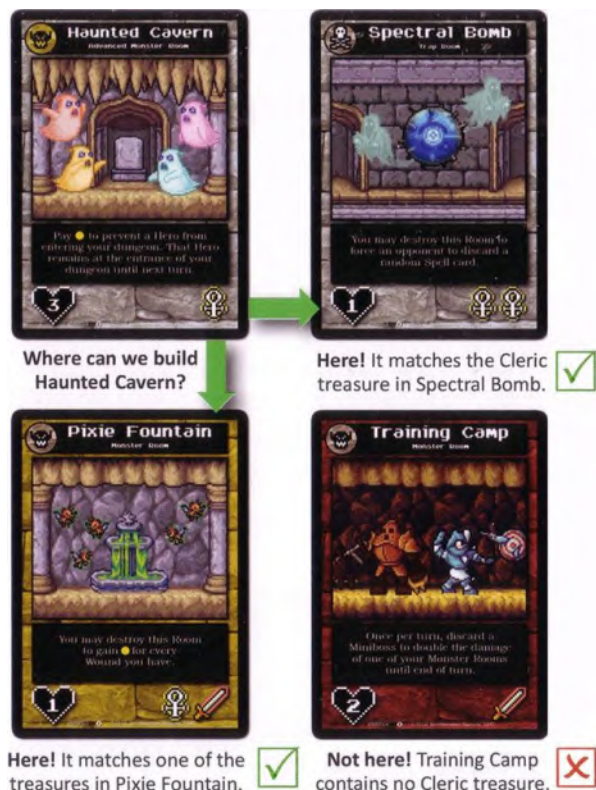 Haunted Cavern
Advanced Monster Room
Pay to prevent a Hero from
entering your dungeon. That Hero
remains at the entrance of your
dungeon until next turn.
3
Spectral Bomb
Trap Room
You may destroy this Room to
force an opponent to discard a
random Spell card.
1
Where can we build
Haunted Cavern?
Here! It matches the Cleric
treasure in Spectral Bomb.
Pixie Fountain
Monster Room
You may destroy this Room
to gain for every
Wound you have.
1
Training Camp
Monster Room
Once per turn, discard a
Miniboss to double the damage
of one of your Monster Rooms
until end of turn.
2
Here! It matches one of the
treasures in Pixie Fountain.
Not here! Training Camp
contains no Cleric treasure.